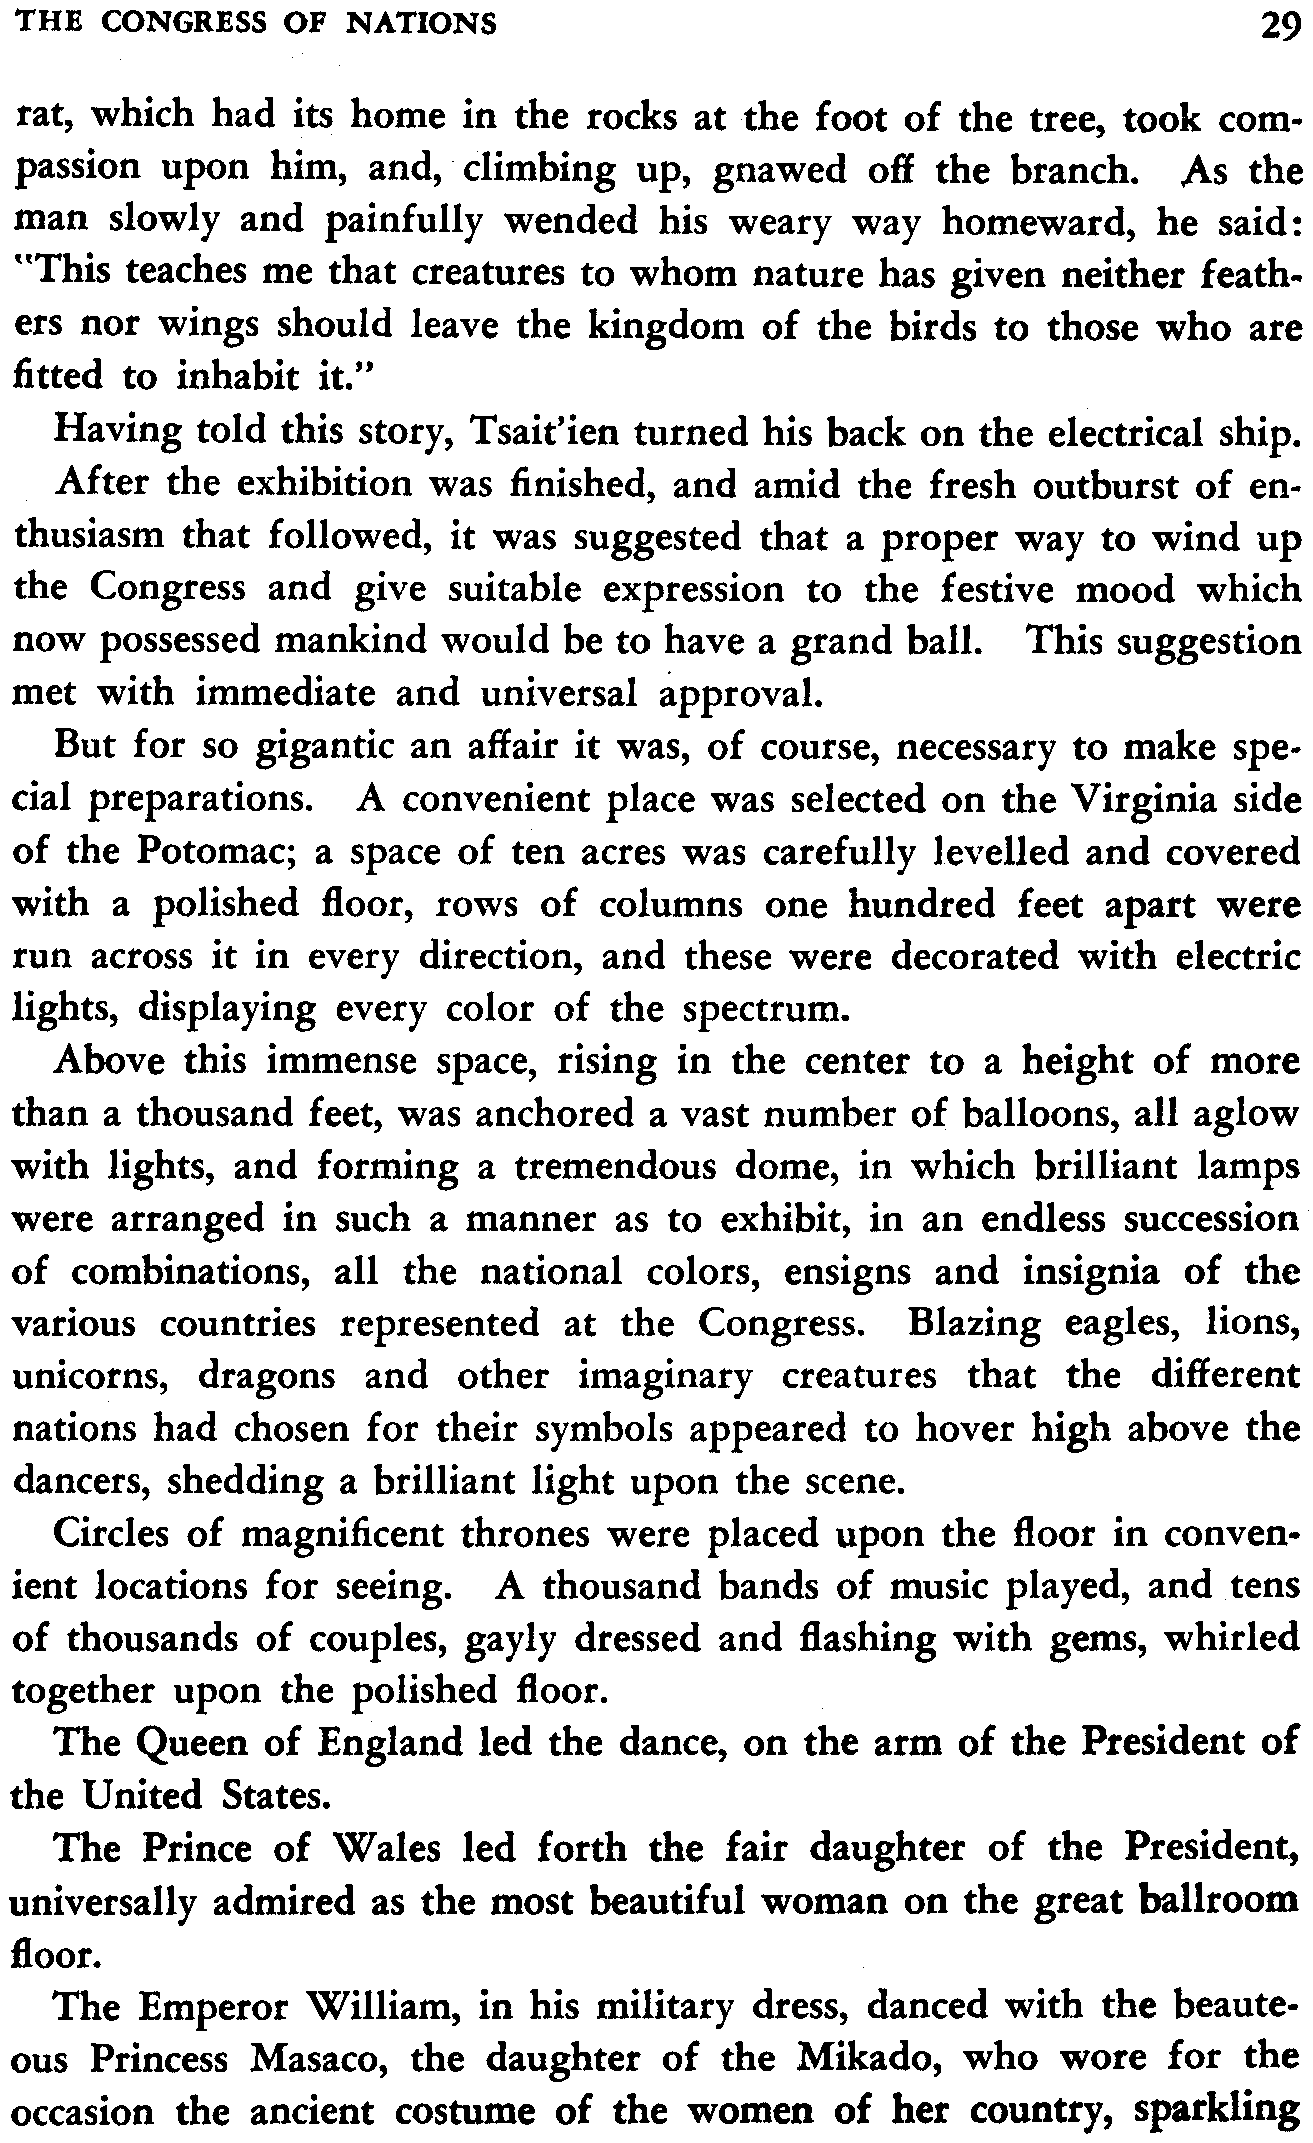 THE CONGRESS OF NATIONS 29
rat, which had its home in the rocks at the foot of the tree, took com-
passion upon him, and, climbing up, gnawed off the branch. As the
man slowly and painfully wended his weary way homeward, he said:
"This teaches me that creatures to whom nature has given neither feath-
ers nor wings should leave the kingdom of the birds to those who are
fitted to inhabit it."
Having told this story, Tsait'ien turned his back on the electrical ship.
After the exhibition was finished, and amid the fresh outburst of en-
thusiasm that followed, it was suggested that a proper way to wind up
the Congress and give suitable expression to the festive mood which
now possessed mankind would be to have a grand ball. This suggestion
met with immediate and universal approval.
But for so gigantic an affair it was, of course, necessary to make spe-
cial preparations. A convenient place was selected on the Virginia side
of the Potomac; a space of ten acres was carefully levelled and covered
with a polished floor, rows of columns one hundred feet apart were
run across it in every direction, and these were decorated with electric
lights, displaying every color of the spectrum.
Above this immense space, rising in the center to a height of more
than a thousand feet, was anchored a vast number of balloons, all aglow
with lights, and forming a tremendous dome, in which brilliant lamps
were arranged in such a manner as to exhibit, in an endless succession
of combinations, all the national colors, ensigns and insignia of the
various countries represented at the Congress. Blazing eagles, lions,
unicorns, dragons and other imaginary creatures that the different
nations had chosen for their symbols appeared to hover high above the
dancers, shedding a brilliant light upon the scene.
Circles of magnificent thrones were placed upon the floor in conven-
ient locations for seeing. A thousand bands of music played, and tens
of thousands of couples, gayly dressed and flashing with gems, whirled
together upon the polished floor.
The Queen of England led the dance, on the arm of the President of
the United States.
The Prince of Wales led forth the fair daughter of the President,
universally admired as the most beautiful woman on the great ballroom
floor.
The Emperor William, in his military dress, danced with the beaute-
ous Princess Masaco, the daughter of the Mikado, who wore for the
occasion the ancient costume of the women of her country, sparkling